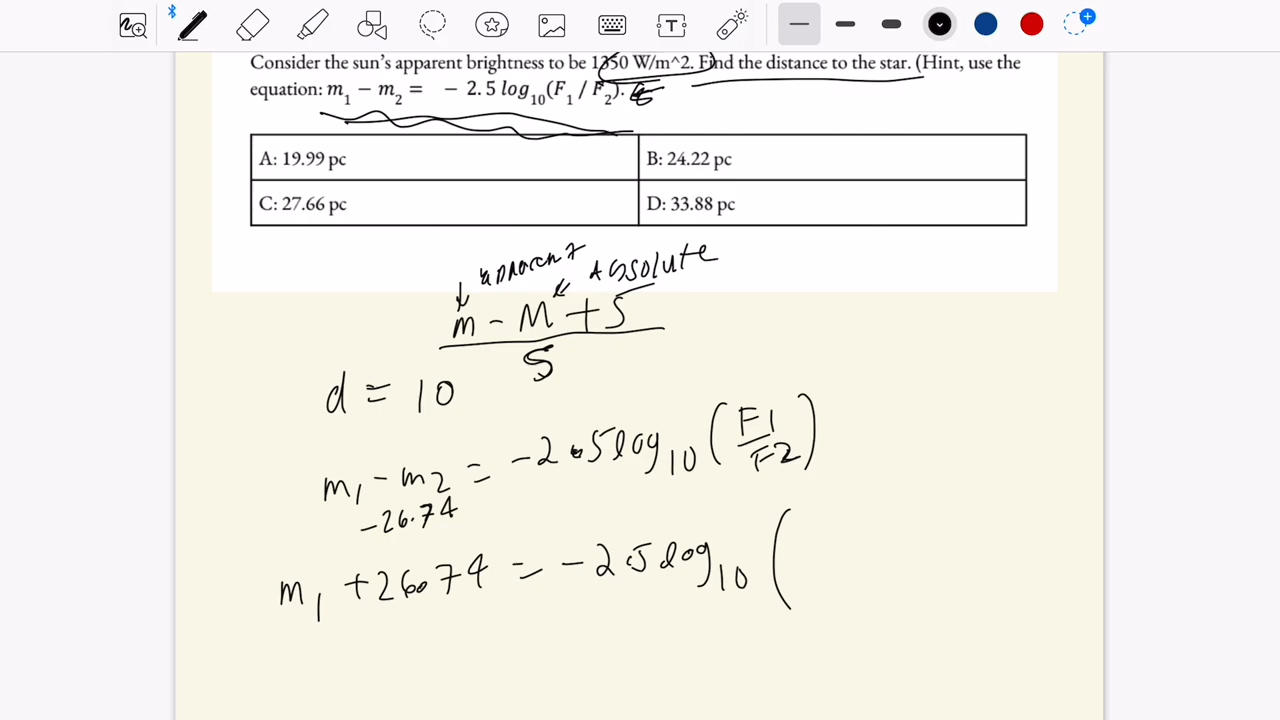 Consider the sun's apparent brightness to be 1350 W/m^2. Find the distance to the star. (Hint, use the
equation: m₁ − m₂ = − 2.5 log₁₀(F₁ / F₂).
A: 19.99 pc
B: 24.22 pc
C: 27.66 pc
D: 33.88 pc
apparent
Absolute
m - M + 5
5
d = 10
m₁ - m₂ = -2.5 log₁₀ (F1/F2)
-26.74
m₁ + 26.74 = -2.5 log₁₀ (
T